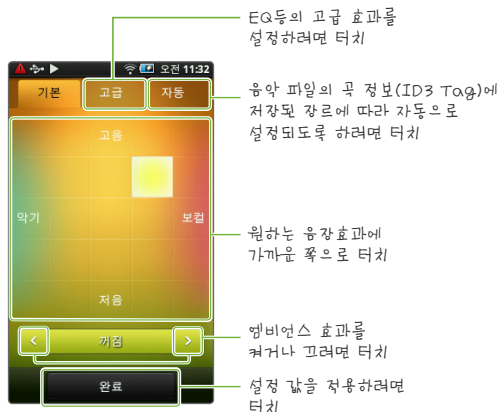 EQ등의 고급 효과를
설정하려면 터치
오전 11:32
기본 고급 자동
음악 파일의 곡 정보(ID3 Tag)에
저장된 장르에 따라 자동으로
설정되도록 하려면 터치
고음
악기 보컬
원하는 음장효과에
가까운 쪽으로 터치
저음
엠비언스 효과를
켜거나 끄려면 터치
< 꺼짐 >
완료
설정 값을 적용하려면
터치